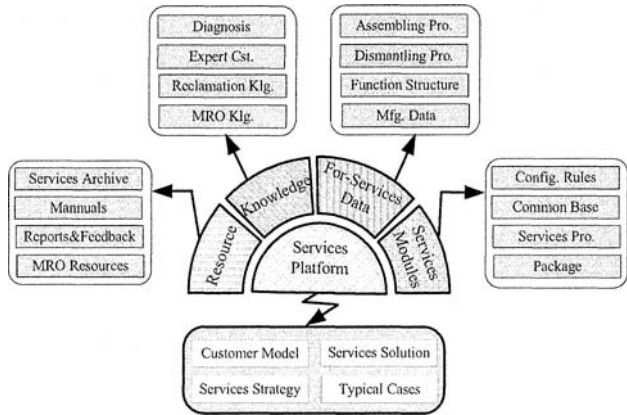 Diagnosis
Expert Cst.
Reclamation Klg.
MRO Klg.
Assembling Pro.
Dismantling Pro.
Function Structure
Mfg. Data
Services Archive
Mannuals
Reports&Feedback
MRO Resources
Resource
Knowledge
For-Services
Data
Services
Modules
Services
Platform
Config. Rules
Common Base
Services Pro.
Package
Customer Model
Services Solution
Services Strategy
Typical Cases